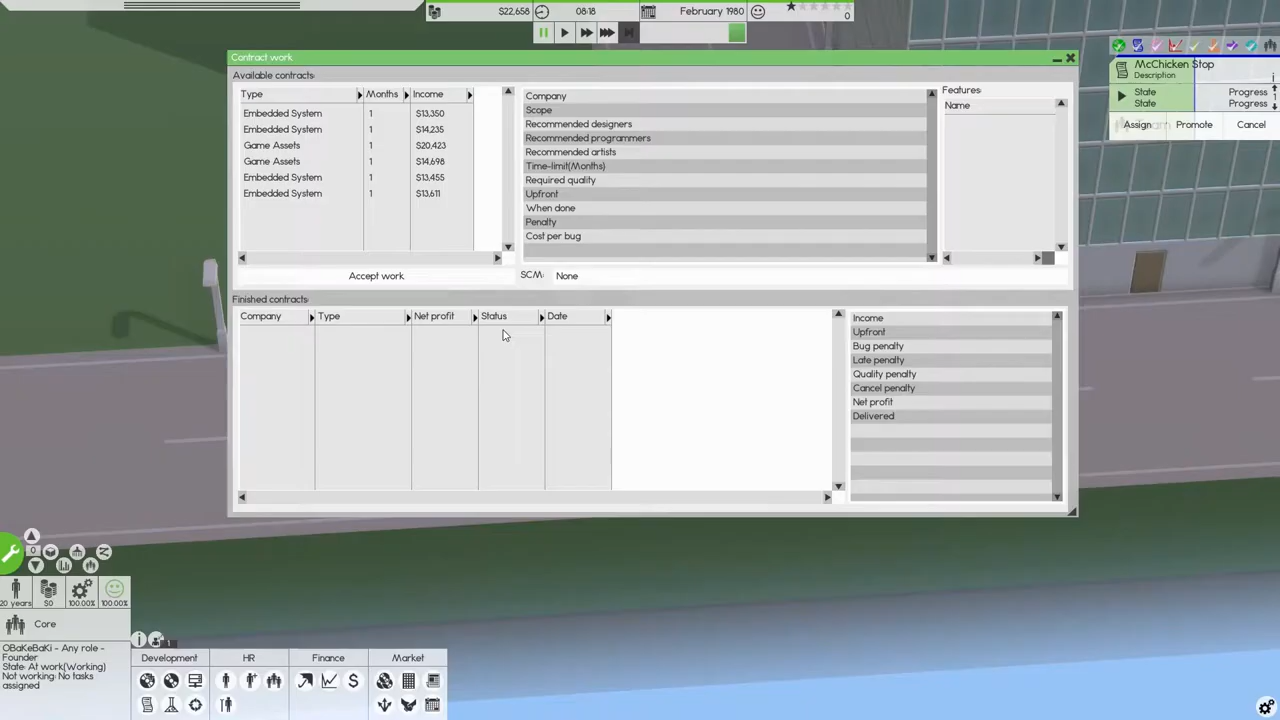 $22,658
08:18
February 1980
0
Contract work
Available contracts:
Type Months Income
Embedded System 1 $13,350
Embedded System 1 $14,235
Game Assets 1 $20,423
Game Assets 1 $14,698
Embedded System 1 $13,455
Embedded System 1 $13,611
Accept work
Company
Scope
Recommended designers
Recommended programmers
Recommended artists
Time-limit(Months)
Required quality
Upfront
When done
Penalty
Cost per bug
SCM: None
Features:
Name
Finished contracts:
Company Type Net profit Status Date
Income
Upfront
Bug penalty
Late penalty
Quality penalty
Cancel penalty
Net profit
Delivered
McChicken Stop
Description
State Progress
1
State Progress
Assign Promote Cancel
0
20 years $0 100.00% 100.00%
Core
OBaKeBaKi - Any role -
Founder
State: At work(Working)
Not working: No tasks
assigned
Development HR Finance Market